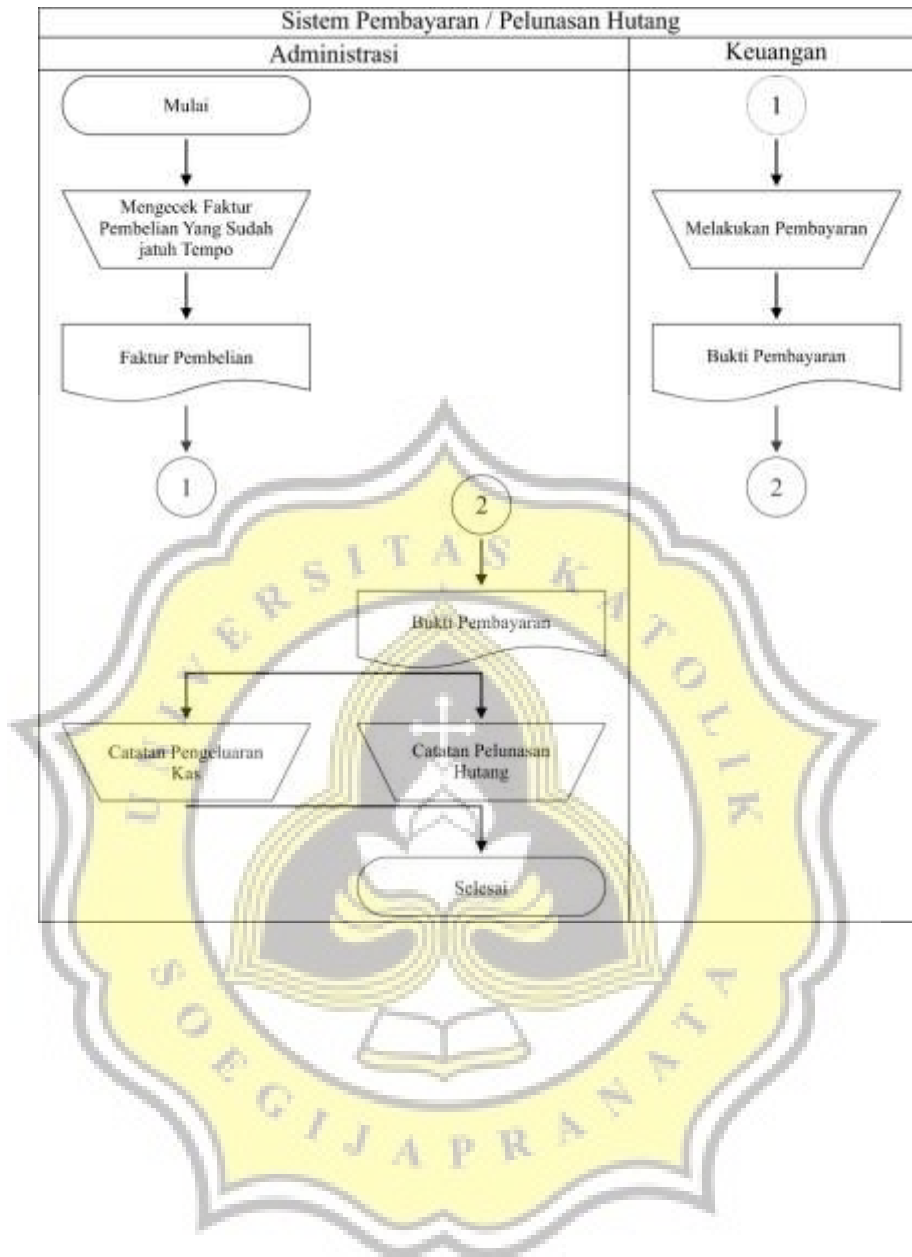 Sistem Pembayaran / Pelunasan Hutang
Administrasi
Keuangan
Mulai
Mengecek Faktur
Pembelian Yang Sudah
jatuh Tempo
Faktur Pembelian
1
2
Bukti Pembayaran
Catatan Pengeluaran
Kas
Catatan Pelunasan
Hutang
Selesai
1
Melakukan Pembayaran
Bukti Pembayaran
2
UNIVERSITAS KATOLIK
SOEGIJAPRANATA